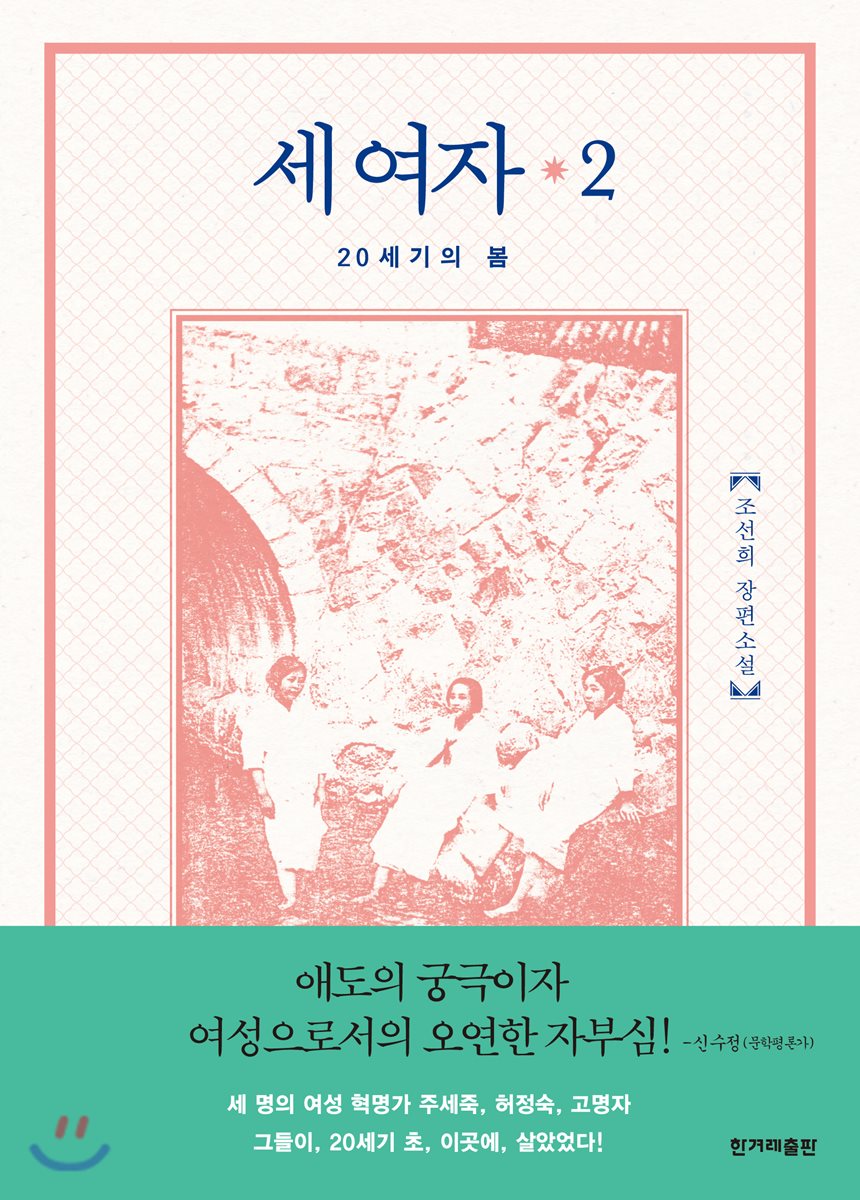 세 여자 * 2
20세기의 봄
조선희 장편소설
애도의 궁극이자
여성으로서의 오연한 자부심!
-신수정(문학평론가)
세 명의 여성 혁명가 주세죽, 허정숙, 고명자
그들이, 20세기 초, 이곳에, 살았었다!
한겨레출판